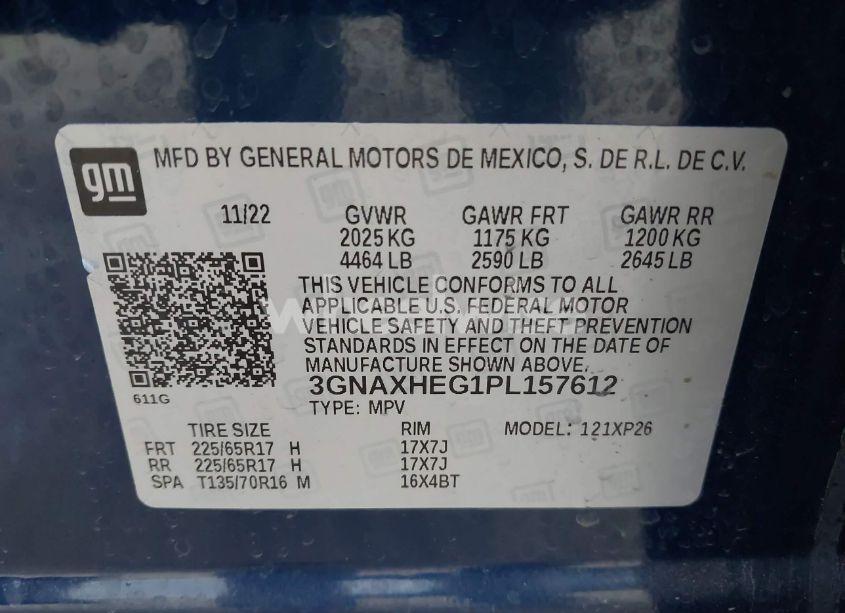 gm MFD BY GENERAL MOTORS DE MEXICO, S. DE R.L. DE C.V.
11/22 GVWR GAWR FRT GAWR RR
2025 KG 1175 KG 1200 KG
4464 LB 2590 LB 2645 LB
THIS VEHICLE CONFORMS TO ALL
APPLICABLE U.S. FEDERAL MOTOR
VEHICLE SAFETY AND THEFT PREVENTION
STANDARDS IN EFFECT ON THE DATE OF
MANUFACTURE SHOWN ABOVE.
3GNAXHEG1PL157612
611G
TYPE: MPV
TIRE SIZE RIM MODEL: 121XP26
FRT 225/65R17 H 17X7J
RR 225/65R17 H 17X7J
SPA T135/70R16 M 16X4BT